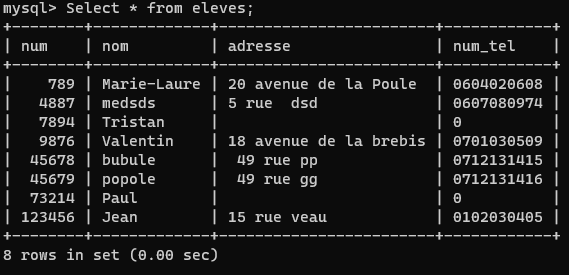 mysql> Select * from eleves;
+--------+-------------+------------------------+------------+
| num    | nom         | adresse                | num_tel    |
+--------+-------------+------------------------+------------+
|    789 | Marie-Laure | 20 avenue de la Poule  | 0604020608 |
|   4887 | medsds      | 5 rue  dsd             | 0607080974 |
|   7894 | Tristan     |                        | 0          |
|   9876 | Valentin    | 18 avenue de la brebis | 0701030509 |
|  45678 | bubule      |  49 rue pp             | 0712131415 |
|  45679 | popole      |  49 rue gg             | 0712131416 |
|  73214 | Paul        |                        | 0          |
| 123456 | Jean        | 15 rue veau            | 0102030405 |
+--------+-------------+------------------------+------------+
8 rows in set (0.00 sec)